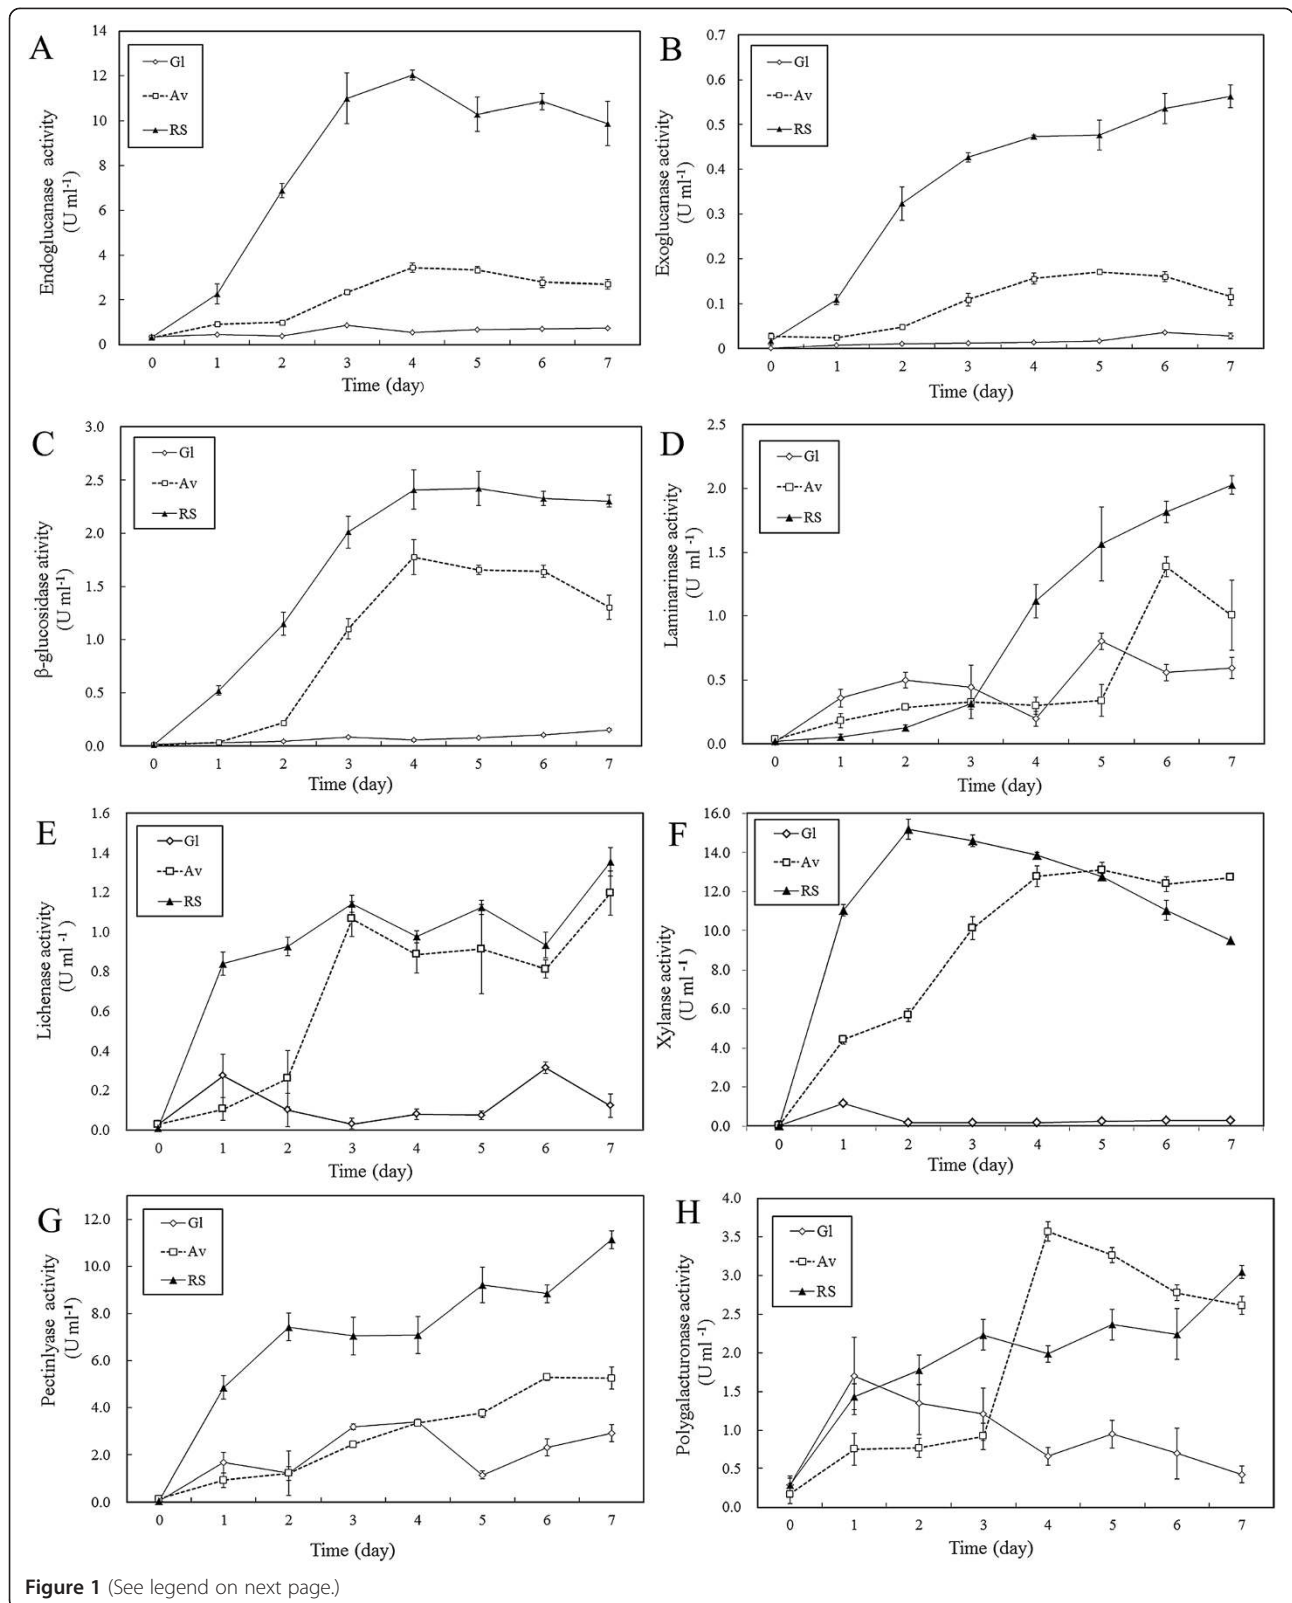 A
14
12
10
8
6
4
2
0
Endoglucanase activity
(U ml-1)
Gl
Av
RS
0 1 2 3 4 5 6 7
Time (day)
B
0.7
0.6
0.5
0.4
0.3
0.2
0.1
0
Exoglucanase activity
(U ml-1)
Gl
Av
RS
0 1 2 3 4 5 6 7
Time (day)
C
3.0
2.5
2.0
1.5
1.0
0.5
0.0
β-glucosidase ativity
(U ml-1)
Gl
Av
RS
0 1 2 3 4 5 6 7
Time (day)
D
2.5
2.0
1.5
1.0
0.5
0.0
Laminarinase activity
(U ml -1)
Gl
Av
RS
0 1 2 3 4 5 6 7
Time (day)
E
1.6
1.4
1.2
1.0
0.8
0.6
0.4
0.2
0.0
Lichenase activity
(U ml -1)
Gl
Av
RS
0 1 2 3 4 5 6 7
Time (day)
F
16.0
14.0
12.0
10.0
8.0
6.0
4.0
2.0
0.0
Xylanse activity
(U ml -1)
Gl
Av
RS
0 1 2 3 4 5 6 7
Time (day)
G
12.0
10.0
8.0
6.0
4.0
2.0
0.0
Pectinlyase activity
(U ml-1)
Gl
Av
RS
0 1 2 3 4 5 6 7
Time (day)
H
4.0
3.5
3.0
2.5
2.0
1.5
1.0
0.5
0.0
Polygalacturonase activity
(U ml -1)
Gl
Av
RS
0 1 2 3 4 5 6 7
Time (day)
Figure 1 (See legend on next page.)